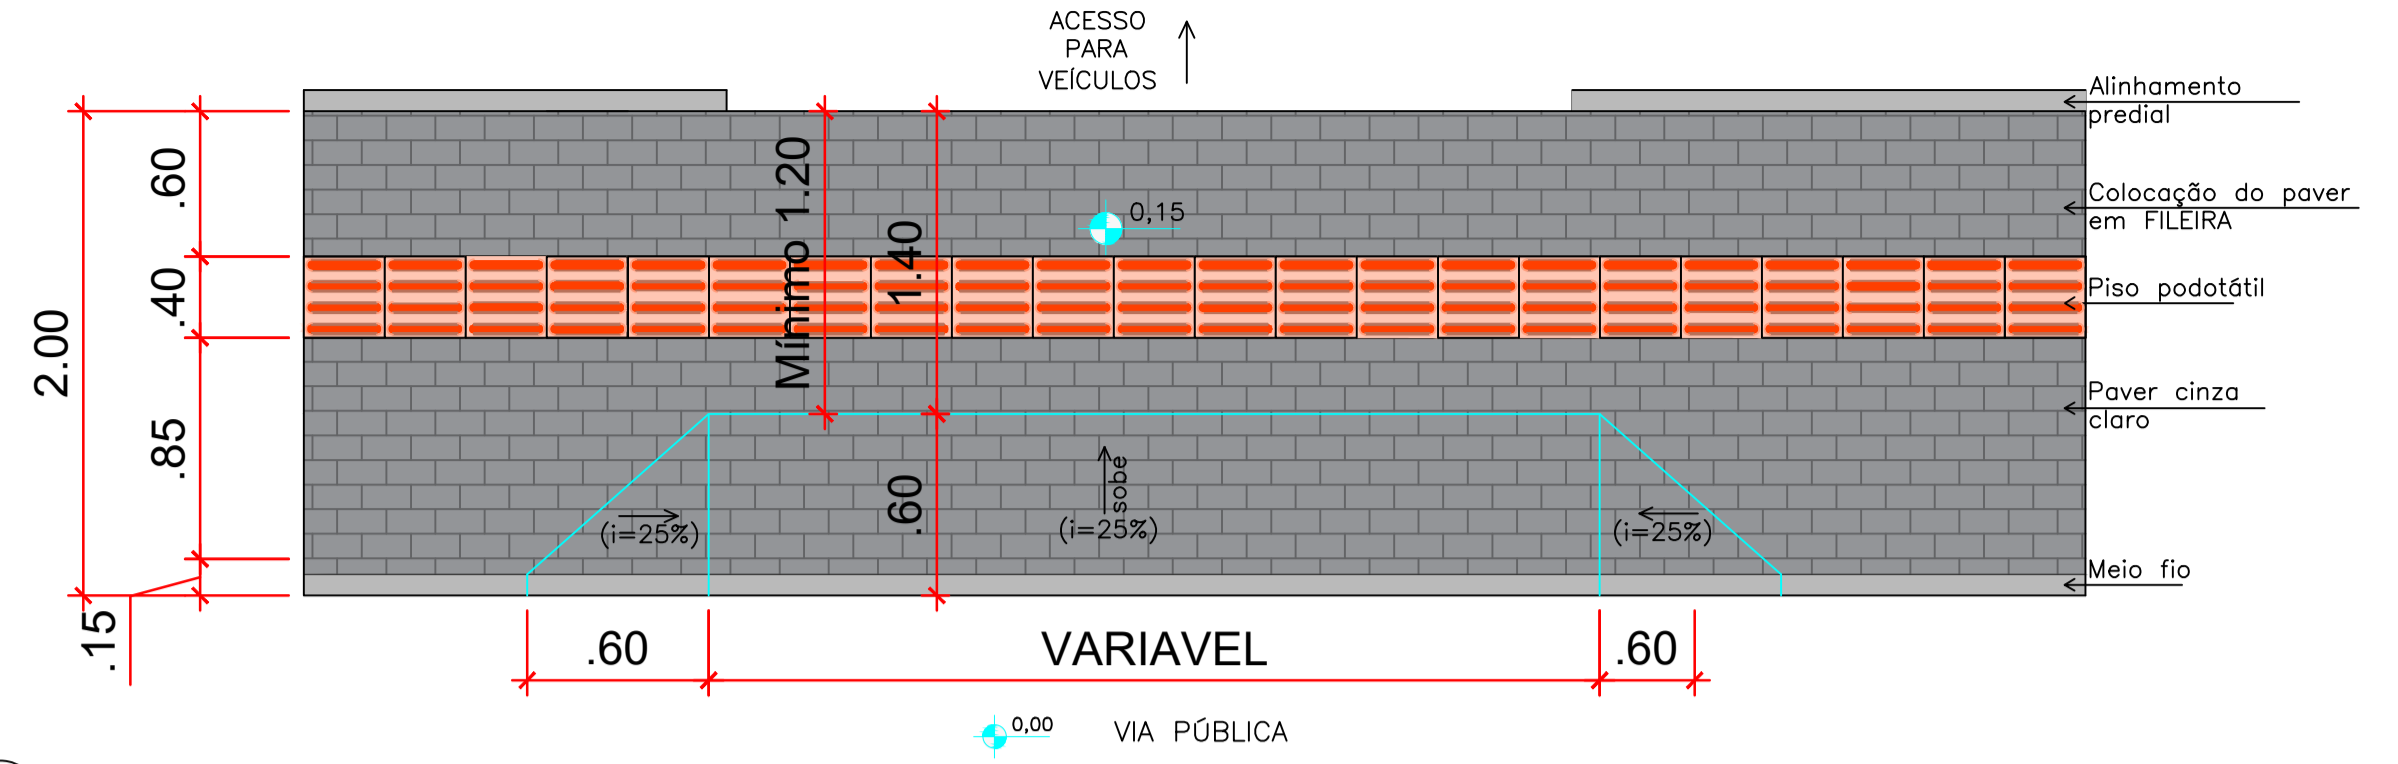 ACESSO
PARA
VEÍCULOS
Alinhamento
predial
.60
Mínimo 1.20
1.40
0,15
Colocação do paver
em FILEIRA
.40
Piso podotátil
2.00
Paver cinza
claro
.85
.60
sobe
(i=25%)
(i=25%)
(i=25%)
Meio fio
.15
.60
VARIAVEL
.60
0,00
VIA PÚBLICA